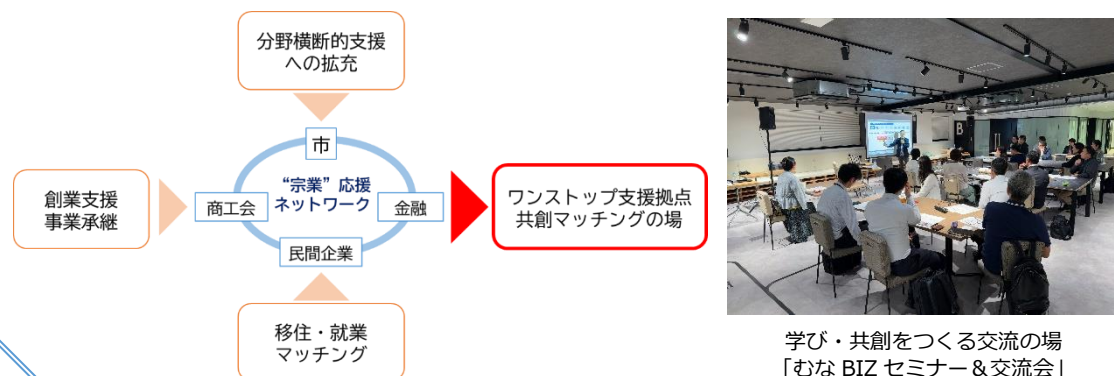 分野横断的支援
への拡充
市
創業支援
事業承継
商工会
“宗業”応援
ネットワーク
金融
民間企業
移住・就業
マッチング
ワンストップ支援拠点
共創マッチングの場
B
学び・共創をつくる交流の場
「むな BIZ セミナー＆交流会」